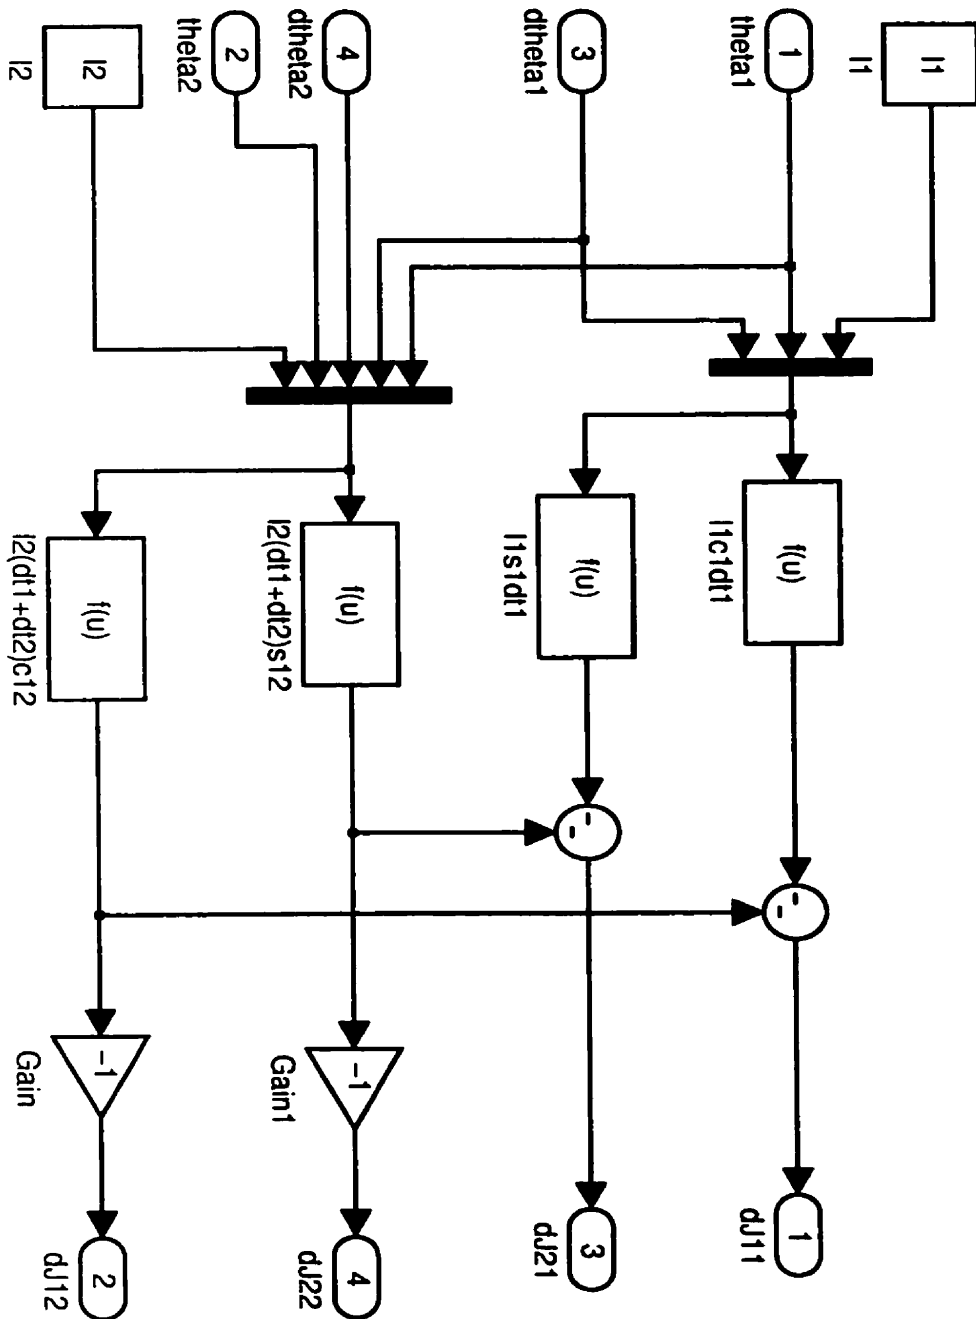 l1
l1
1
theta1
f(u)
l1c1dt1
-
-
1
dJ11
3
dtheta1
f(u)
l1s1dt1
-
-
3
dJ21
4
dtheta2
f(u)
l2(dt1+dt2)s12
-1
Gain1
4
dJ22
2
theta2
l2
l2
f(u)
l2(dt1+dt2)c12
-1
Gain
2
dJ12